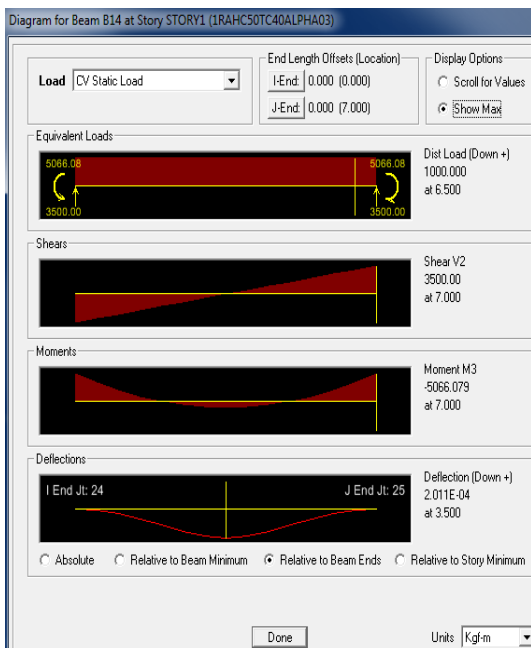 Diagram for Beam B14 at Story STORY1 (1RAHC50TC40ALPHA03)
Load CV Static Load
End Length Offsets (Location)
I-End: 0.000 (0.000)
J-End: 0.000 (7.000)
Display Options
Scroll for Values
Show Max
Equivalent Loads
5066.08 5066.08
3500.00 3500.00
Dist Load (Down +)
1000.000
at 6.500
Shears
Shear V2
3500.00
at 7.000
Moments
Moment M3
-5066.079
at 7.000
Deflections
I End Jt: 24 J End Jt: 25
Deflection (Down +)
2.011E-04
at 3.500
Absolute Relative to Beam Minimum Relative to Beam Ends Relative to Story Minimum
Done Units Kgf-m